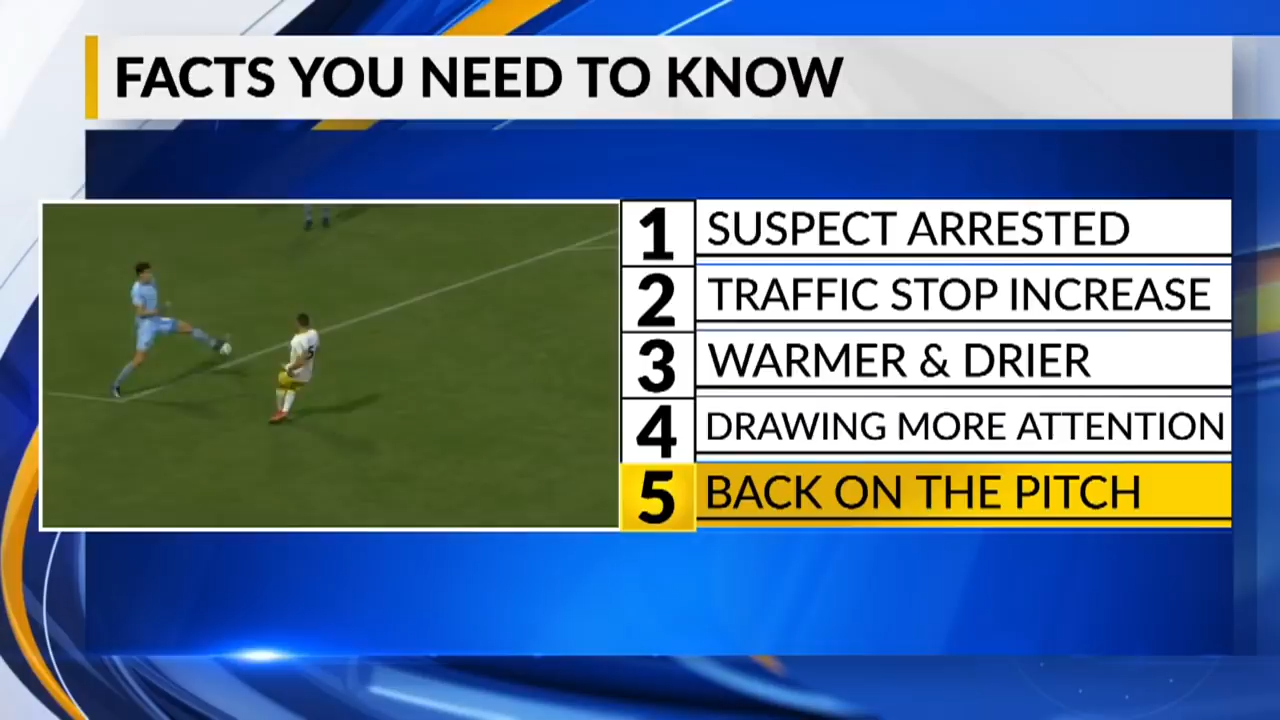 FACTS YOU NEED TO KNOW
1 SUSPECT ARRESTED
2 TRAFFIC STOP INCREASE
3 WARMER & DRIER
4 DRAWING MORE ATTENTION
5 BACK ON THE PITCH
5